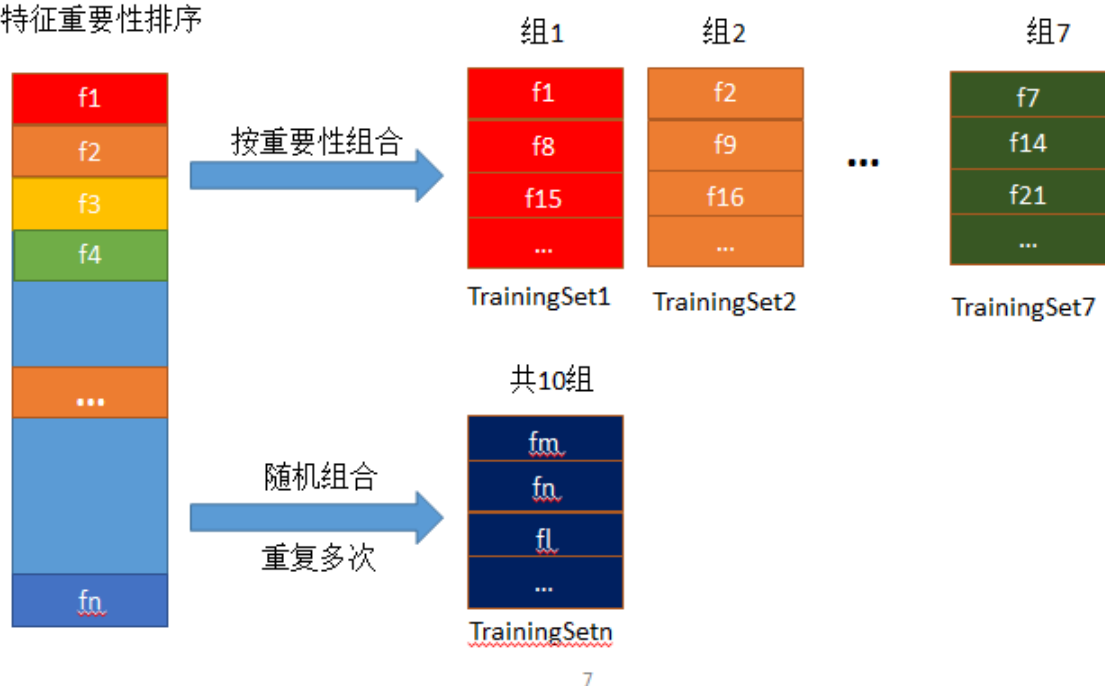 特征重要性排序
f1
f2
f3
f4
...
fn
按重要性组合
随机组合
重复多次
组1
f1
f8
f15
...
TrainingSet1
组2
f2
f9
f16
...
TrainingSet2
...
组7
f7
f14
f21
...
TrainingSet7
共10组
fm
fn
fl
...
TrainingSetn
7